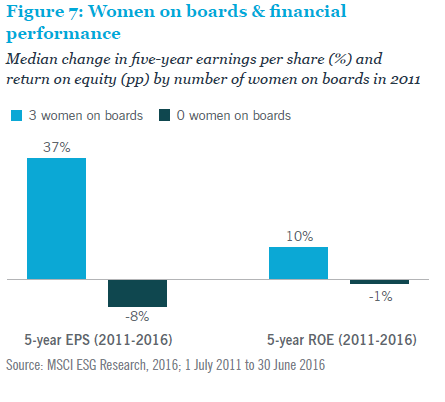 Figure 7: Women on boards & financial
performance
Median change in five-year earnings per share (%) and
return on equity (pp) by number of women on boards in 2011
3 women on boards 0 women on boards
37%
10%
-1%
-8%
5-year EPS (2011-2016) 5-year ROE (2011-2016)
Source: MSCI ESG Research, 2016; 1 July 2011 to 30 June 2016